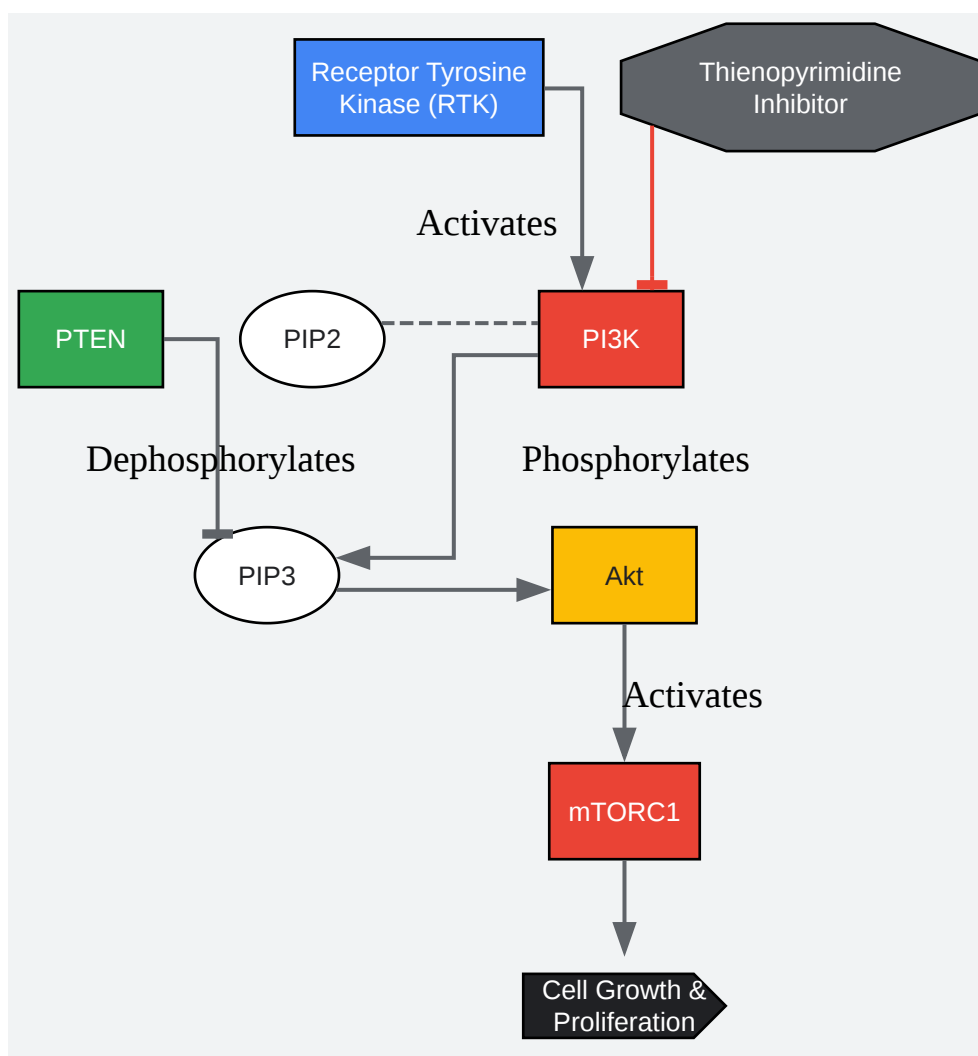 Receptor Tyrosine
Kinase (RTK)
Thienopyrimidine
Inhibitor
Activates
PTEN
PIP2
PI3K
Dephosphorylates
Phosphorylates
PIP3
Akt
Activates
mTORC1
Cell Growth &
Proliferation